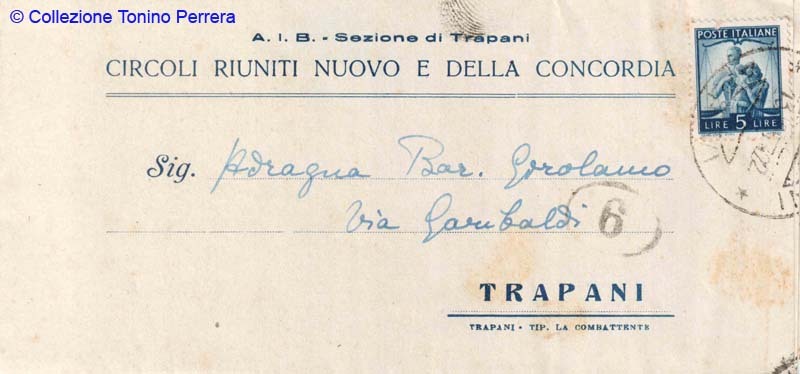 © Collezione Tonino Perrera
A. I. B. - Sezione di Trapani
CIRCOLI RIUNITI NUOVO E DELLA CONCORDIA
POSTE ITALIANE
LIRE 5 LIRE
Sig. Adragna Bar. Girolamo
Via Garibaldi
6
TRAPANI
TRAPANI - TIP. LA COMBATTENTE